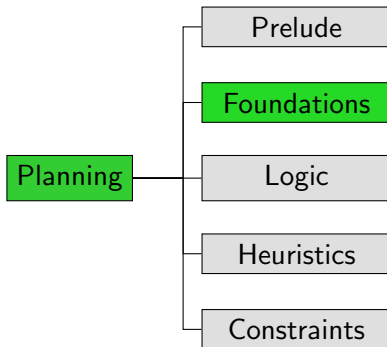 Prelude
Foundations
Planning
Logic
Heuristics
Constraints